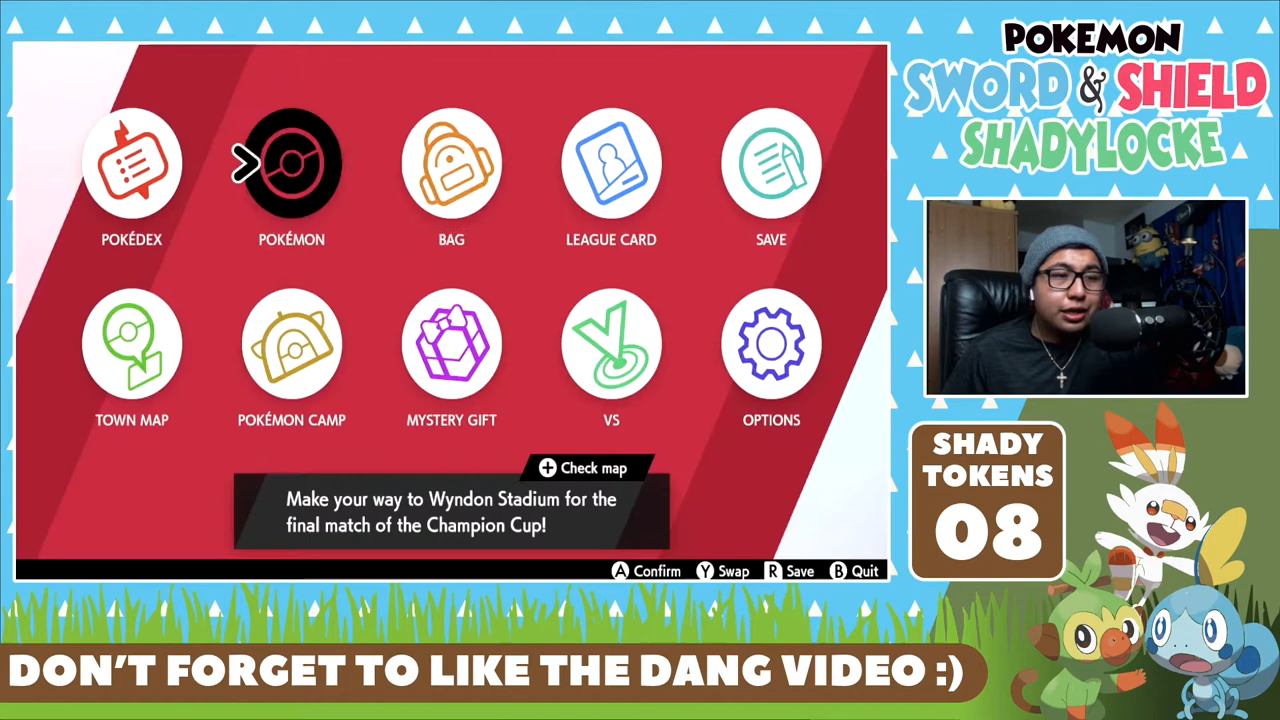 POKEMON
SWORD & SHIELD
SHADYLOCKE
POKÉDEX
POKÉMON
BAG
LEAGUE CARD
SAVE
TOWN MAP
POKÉMON CAMP
MYSTERY GIFT
VS
OPTIONS
Check map
Make your way to Wyndon Stadium for the
final match of the Champion Cup!
A Confirm Y Swap R Save B Quit
SHADY
TOKENS
08
DON'T FORGET TO LIKE THE DANG VIDEO :)